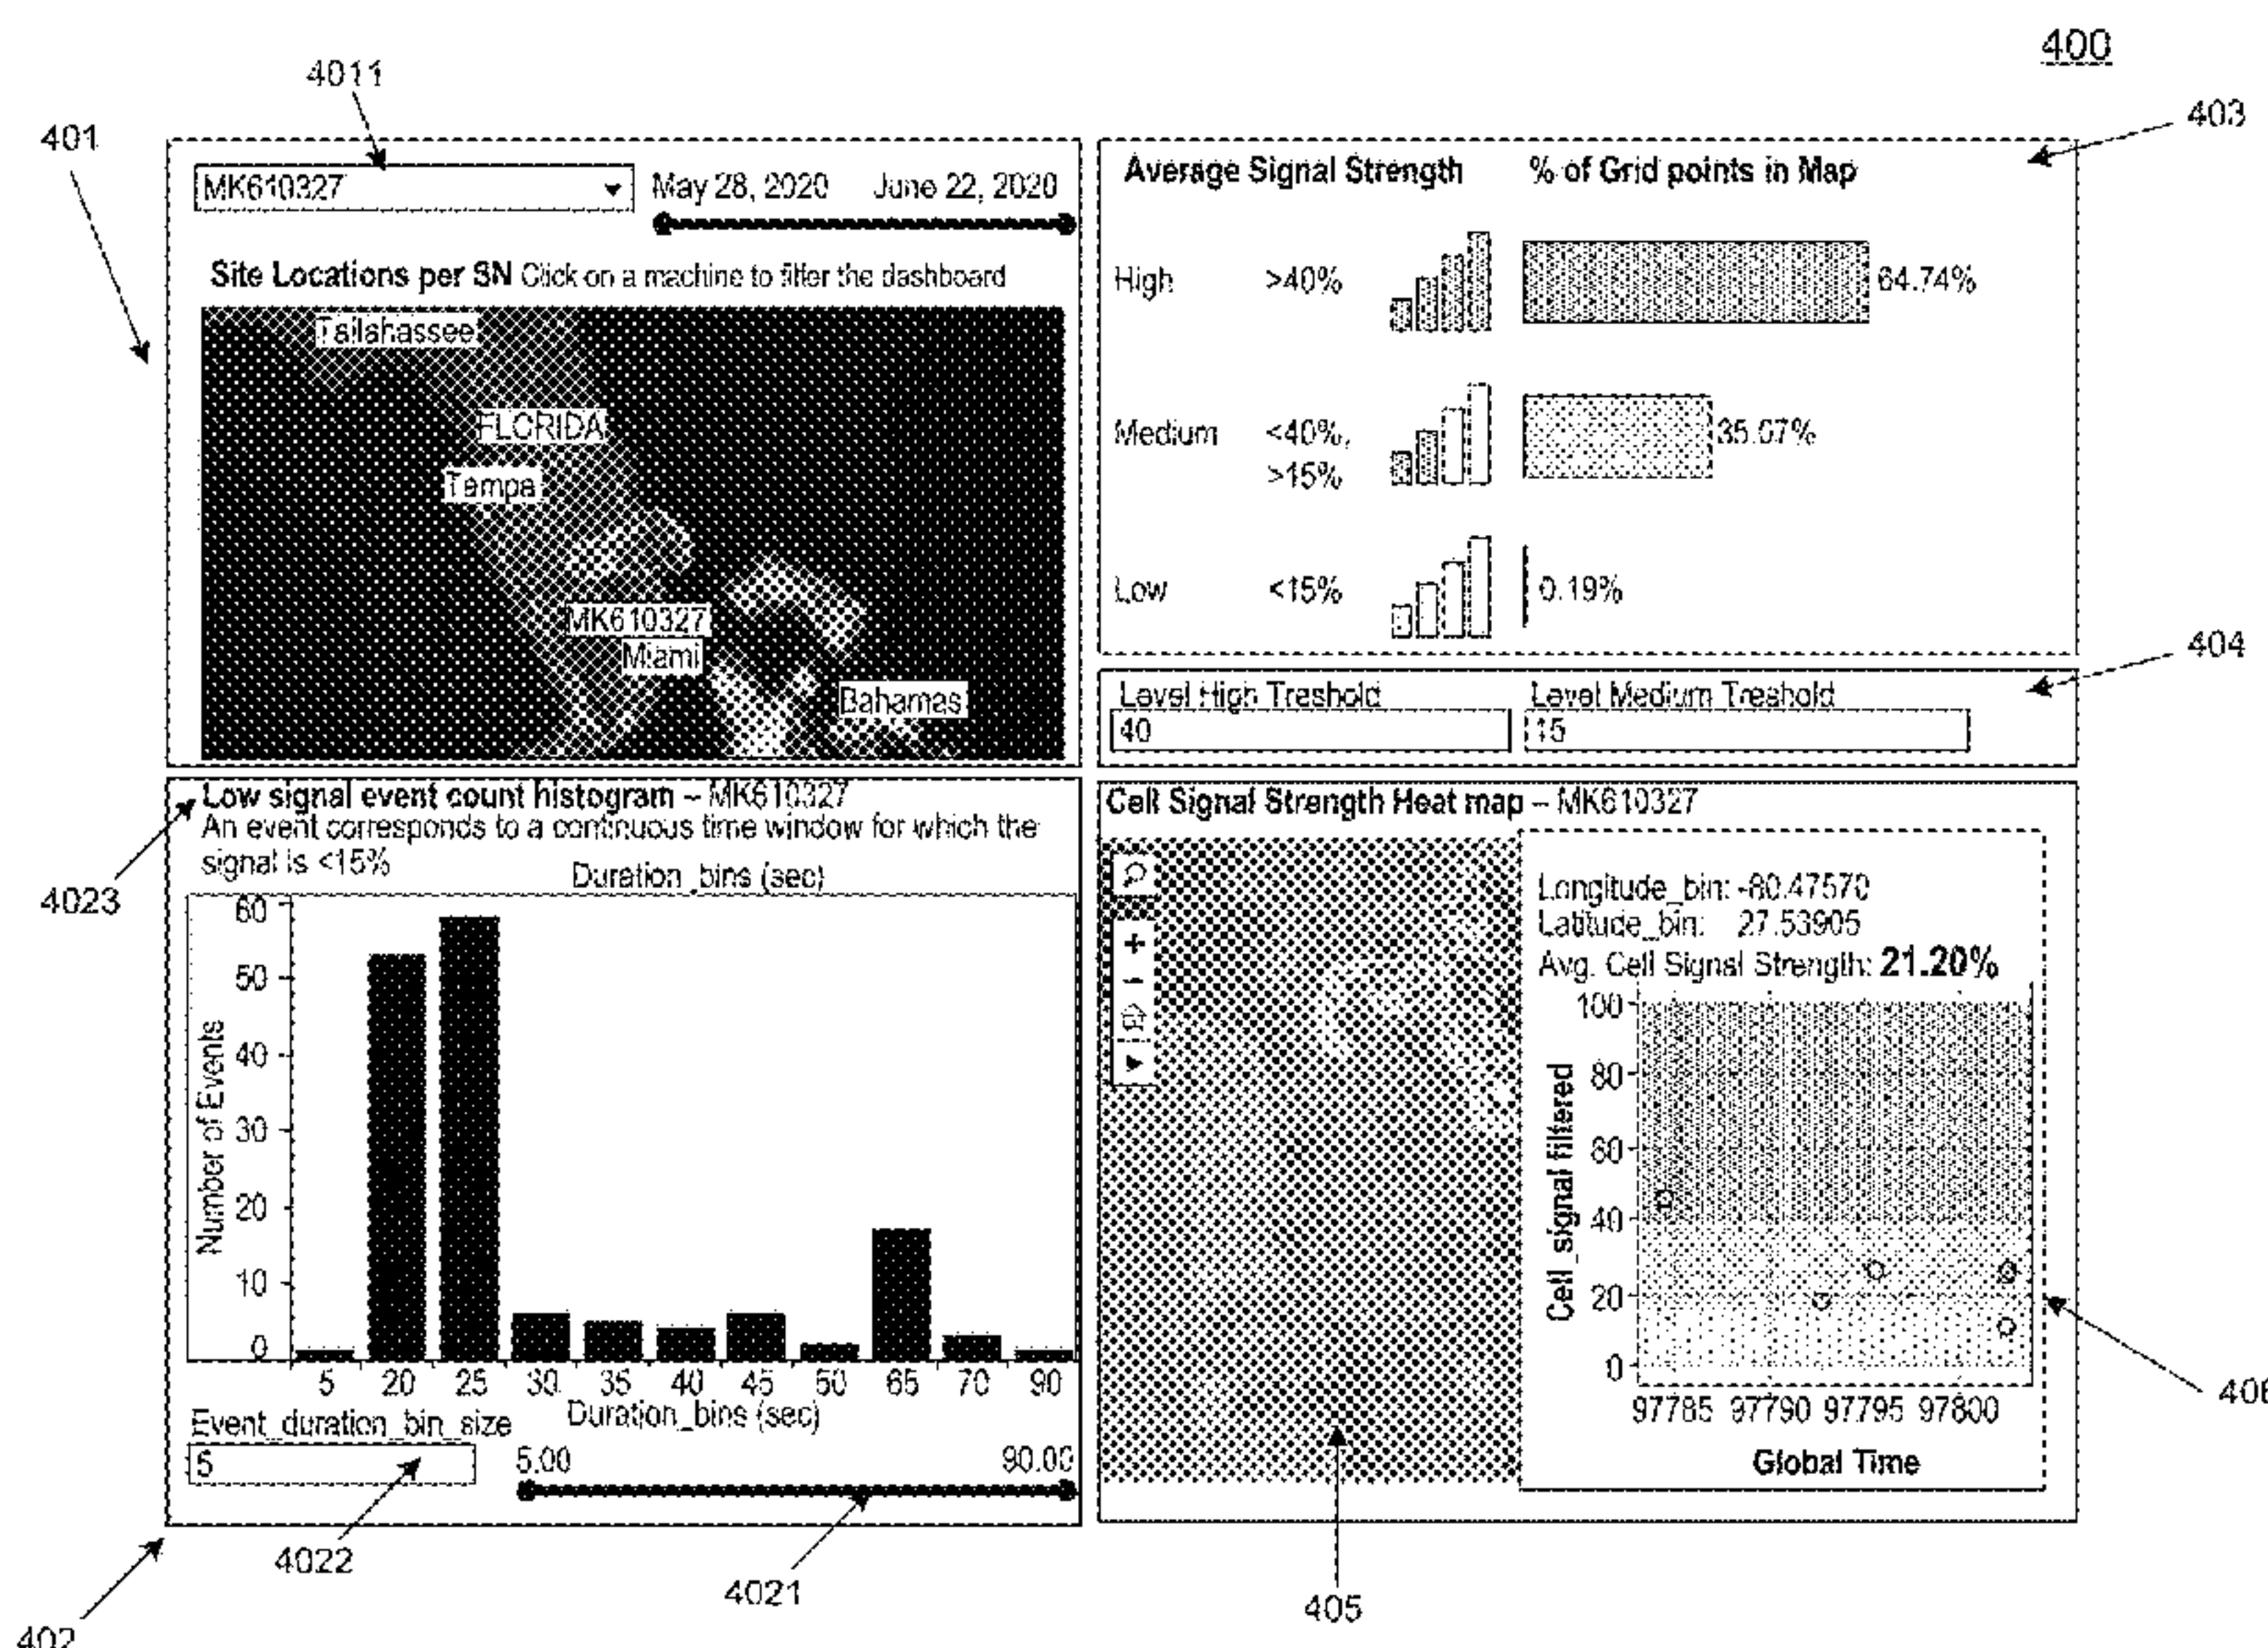 400
4011
401
403
MK610327
May 28, 2020 June 22, 2020
Site Locations per SN Click on a machine to filter the dashboard
Tallahassee
FLORIDA
Tampa
MK610327
Miami
Bahamas
Average Signal Strength % of Grid points in Map
High >40% 64.74%
Medium <40%, 35.07%
>15%
Low <15% 0.19%
404
Level High Treshold Level Medium Treshold
40 15
Low signal event count histogram – MK610327
An event corresponds to a continuous time window for which the
signal is <15%
4023
Duration_bins (sec)
Number of Events
60
50
40
30
20
10
0
5 20 25 30 35 40 45 50 65 70 90
Duration_bins (sec)
Event_duration_bin_size
5
5.00 90.00
4022
4021
402
Cell Signal Strength Heat map – MK610327
+
-
Longitude_bin: -80.47570
Latitude_bin: 27.53905
Avg. Cell Signal Strength: 21.20%
Cell_signal filtered
100
80
60
40
20
0
97785 97790 97795 97800
Global Time
406
405